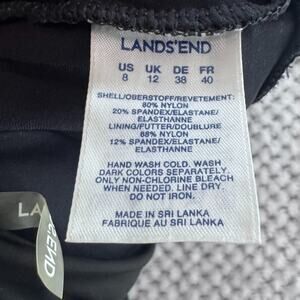 LANDS'END
US UK DE FR
8 12 38 40
SHELL/OBERSTOFF/REVETEMENT:
80% NYLON
20% SPANDEX/ELASTANE/
ELASTHANNE
LINING/FUTTER/DOUBLURE
88% NYLON
12% SPANDEX/ELASTANE/
ELASTHANNE
HAND WASH COLD. WASH
DARK COLORS SEPARATELY
ONLY NON-CHLORINE BLEACH
WHEN NEEDED. LINE DRY.
DO NOT IRON.
MADE IN SRI LANKA
FABRIQUE AU SRI LANKA
LA
END